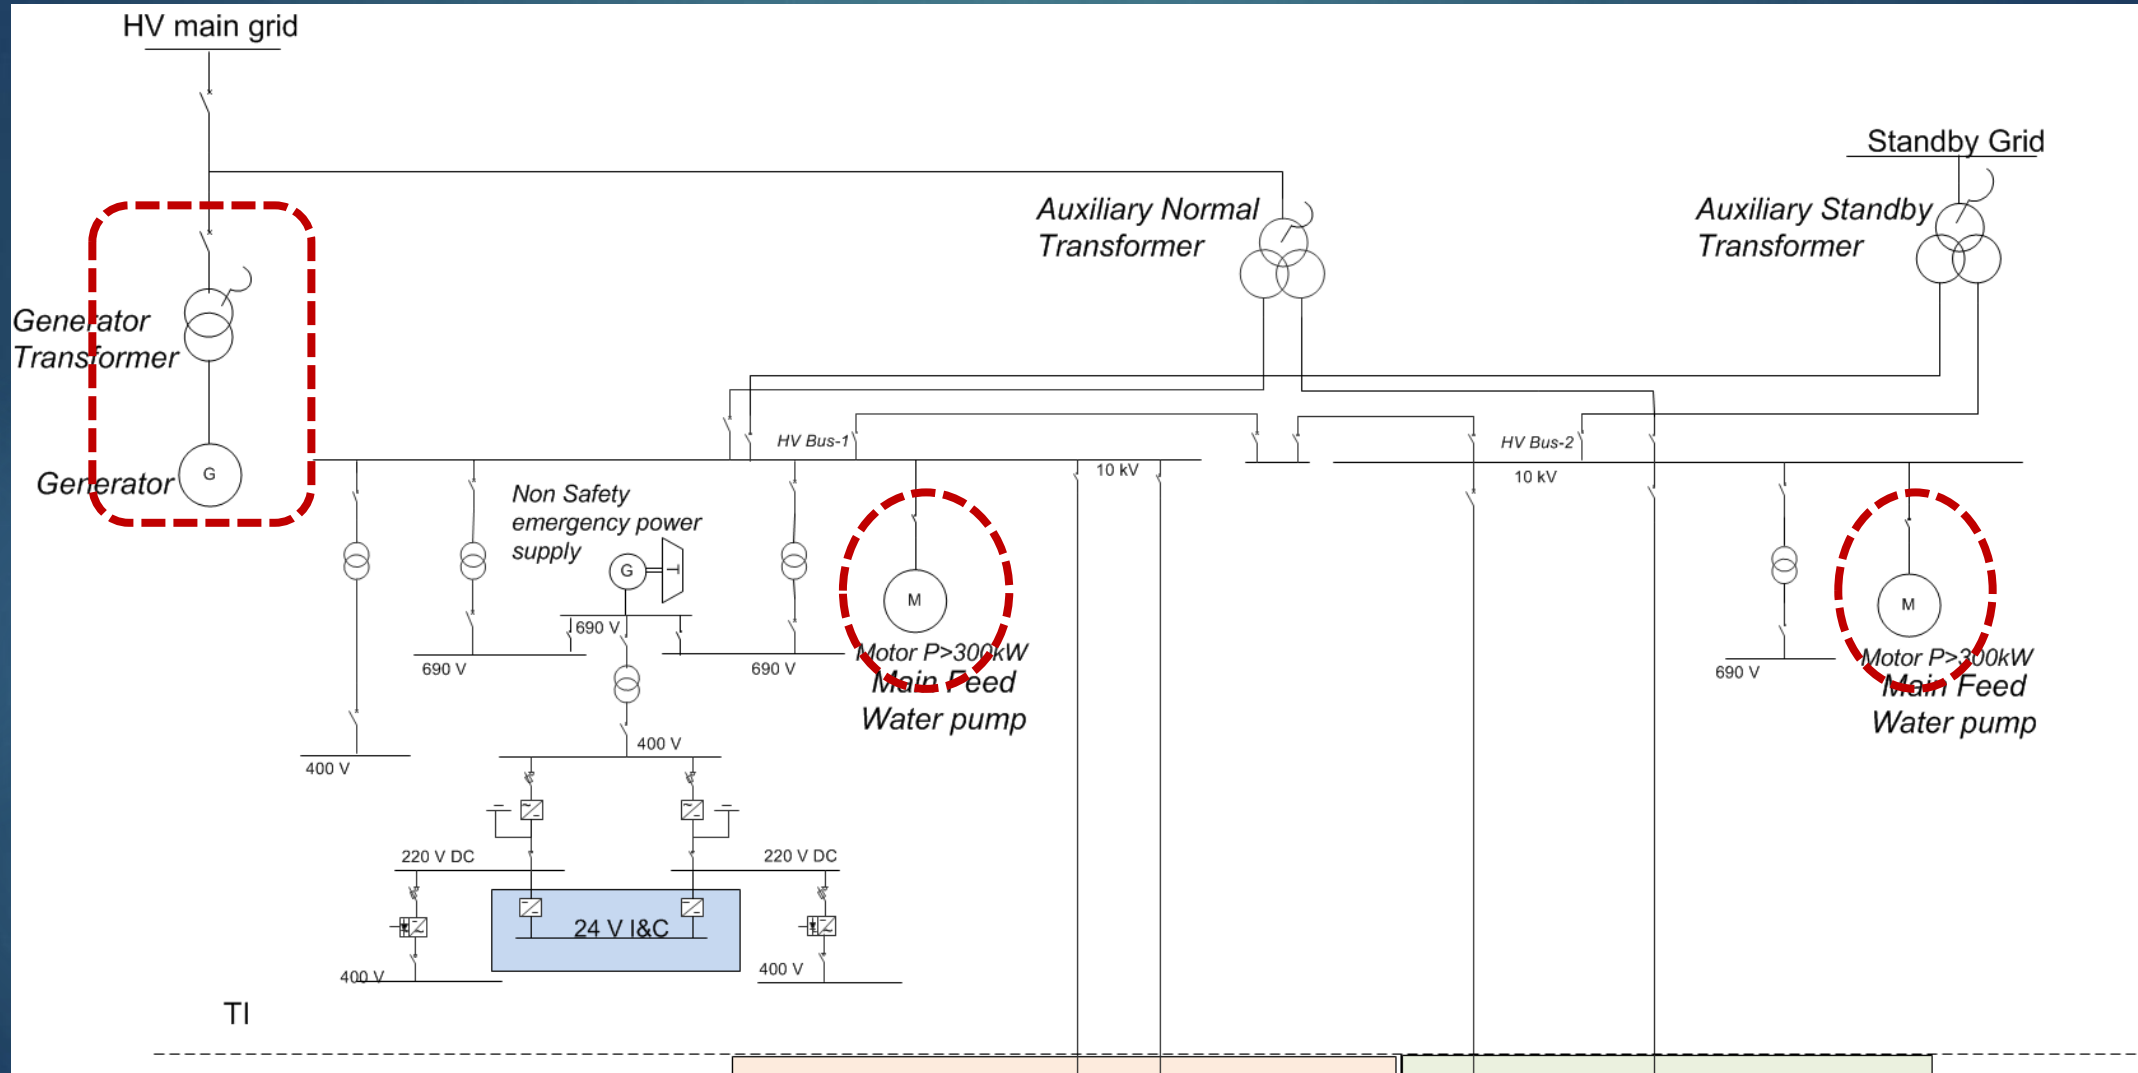 HV main grid
Standby Grid
Auxiliary Normal
Transformer
Auxiliary Standby
Transformer
Generator
Transformer
HV Bus-1
HV Bus-2
10 kV
10 kV
Generator
G
Non Safety
emergency power
supply
G
T
M
M
690 V
Motor P>300kW
Main Feed
Water pump
Motor P>300kW
Main Feed
Water pump
690 V
690 V
690 V
400 V
400 V
220 V DC
220 V DC
24 V I&C
400 V
400 V
TI